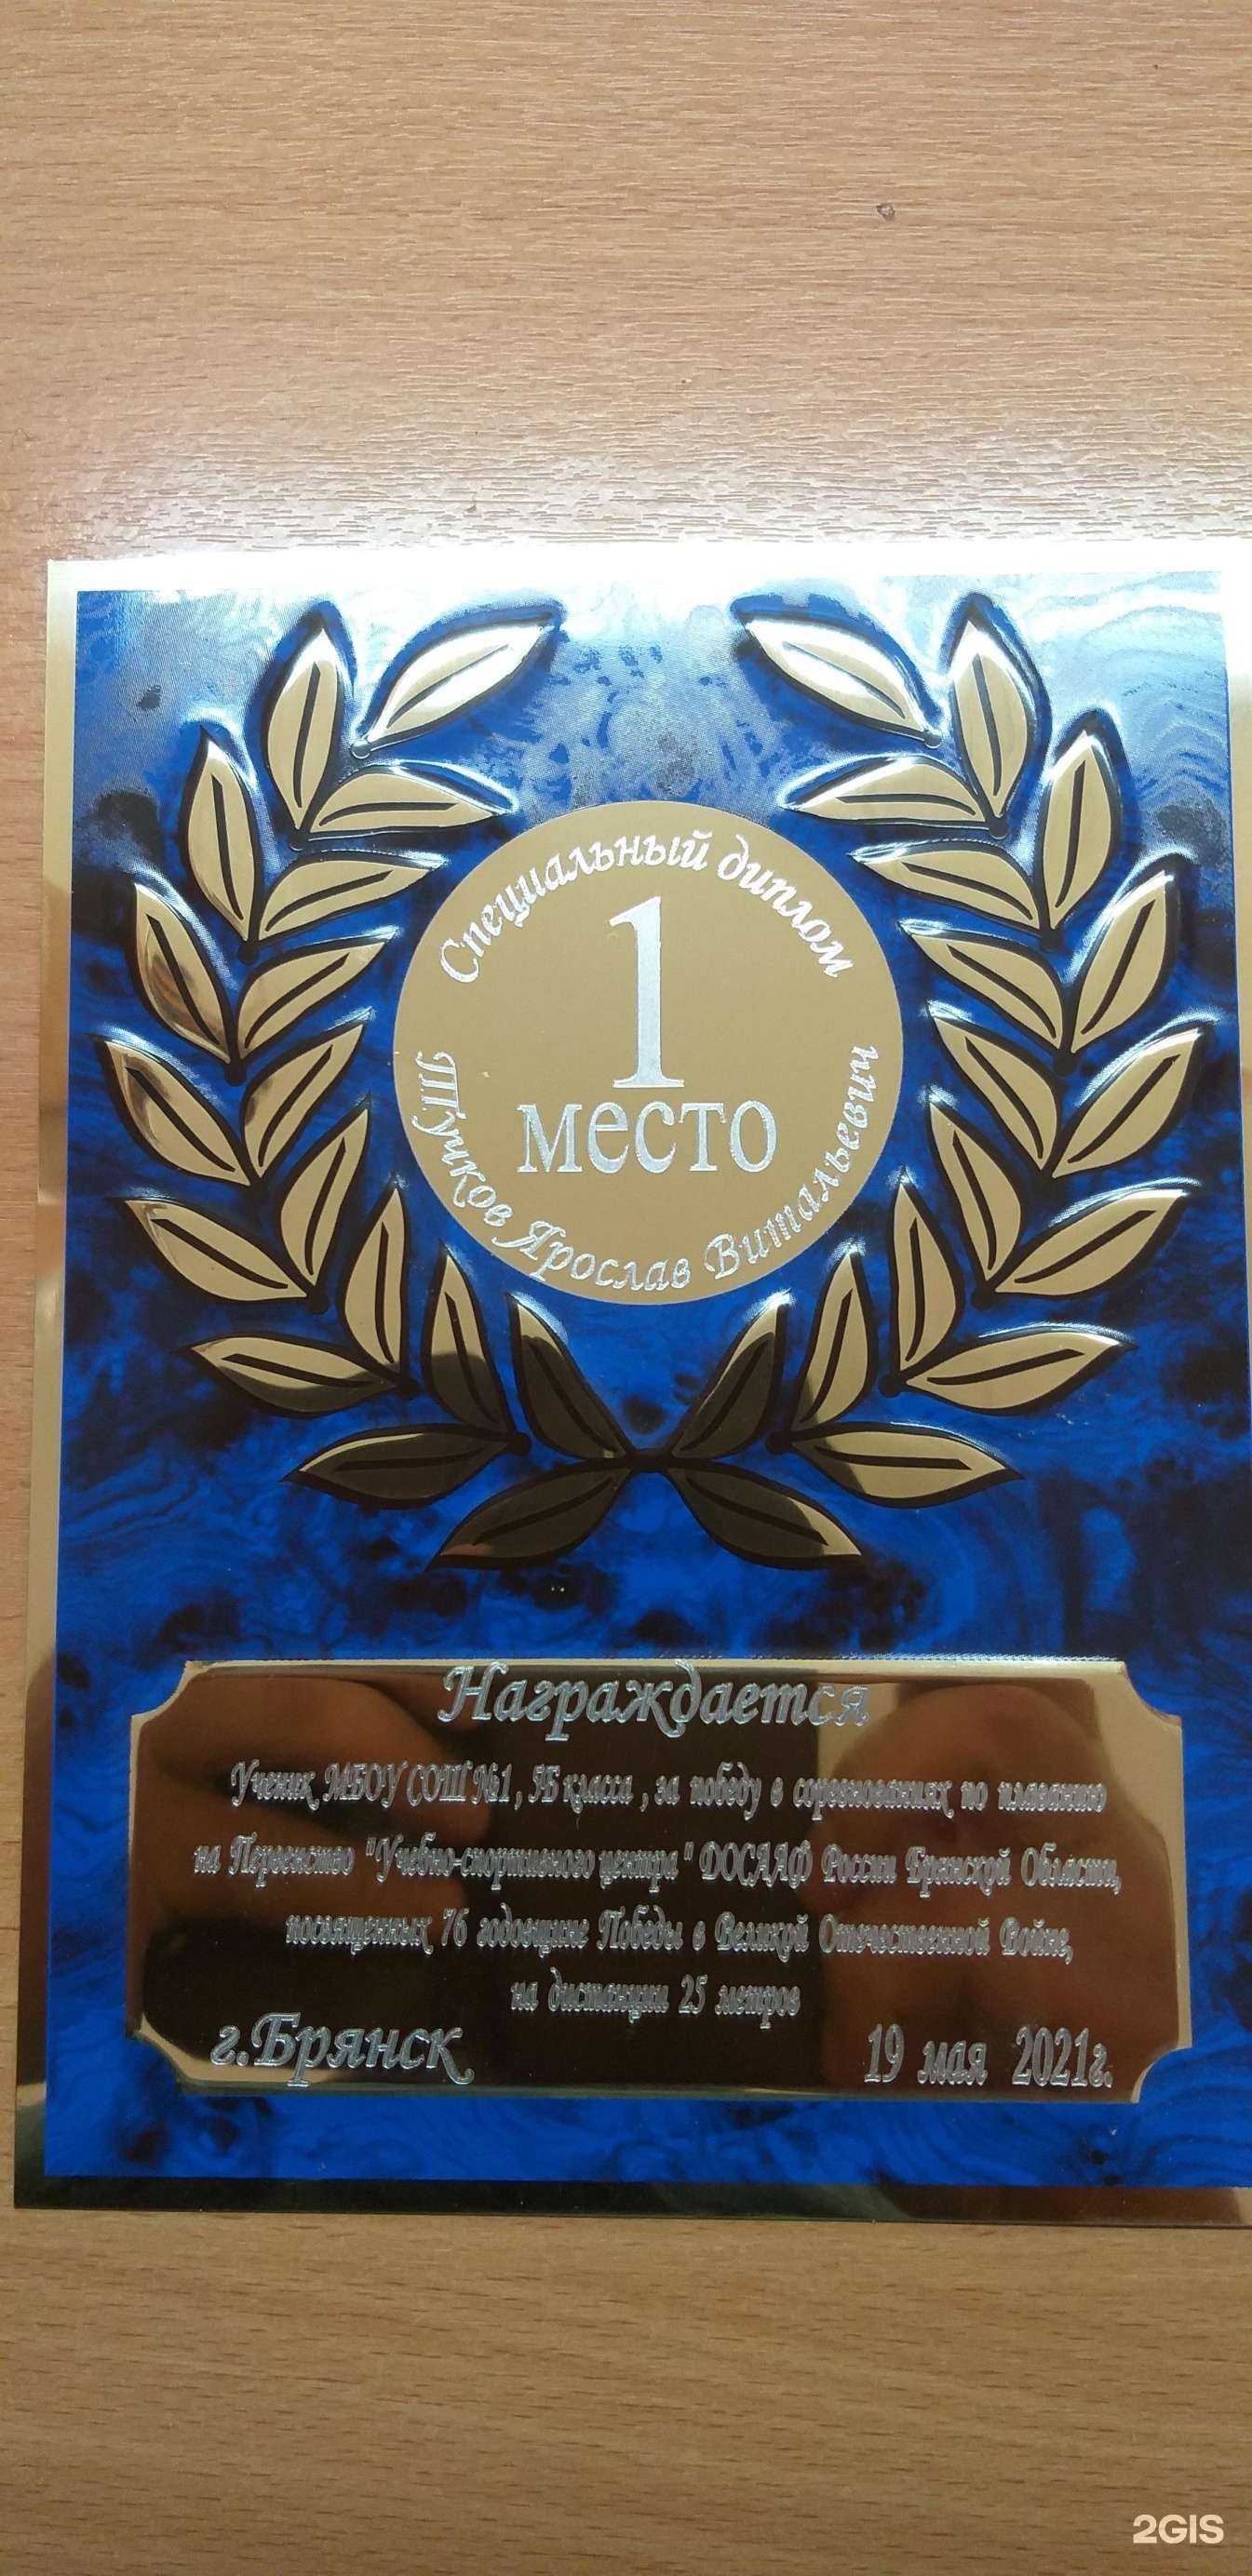 Специальный диплом
1
место
Тучков Ярослав Витальевич
Награждается
Ученик МБОУ СОШ №1, 5Б класса , за победу в соревнованиях по плаванию
на Первенство "Учебно-спортивного центра" ДОСААФ России Брянской Области,
посвященных 76 годовщине Победы в Великой Отечественной Войне,
на дистанции 25 метров
г.Брянск
19 мая 2021г.
2GIS